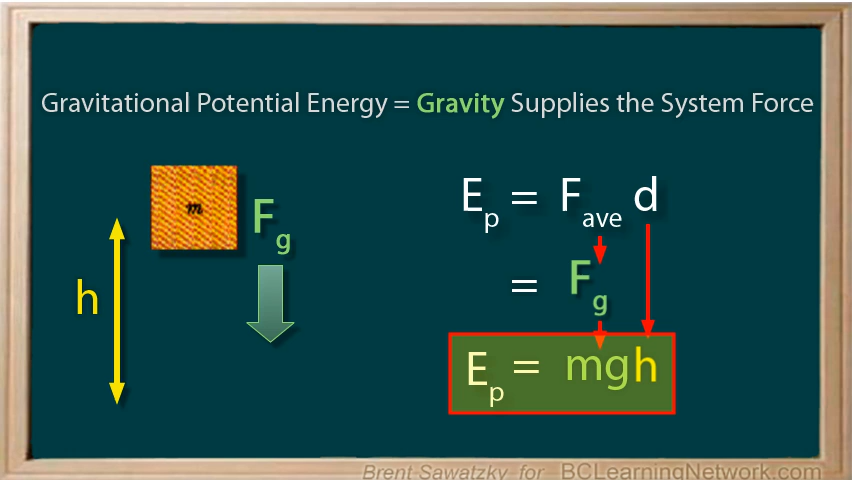 Gravitational Potential Energy = Gravity Supplies the System Force
m
Fg
h
Ep = Fave d
= Fg
Ep = mgh
Brent Sawatzky for BCLearningNetwork.com